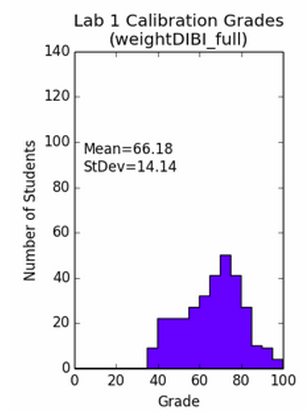 Lab 1 Calibration Grades
(weightDIBI_full)
140
120
100
80
60
40
20
0
Number of Students
Mean=66.18
StDev=14.14
0 20 40 60 80 100
Grade